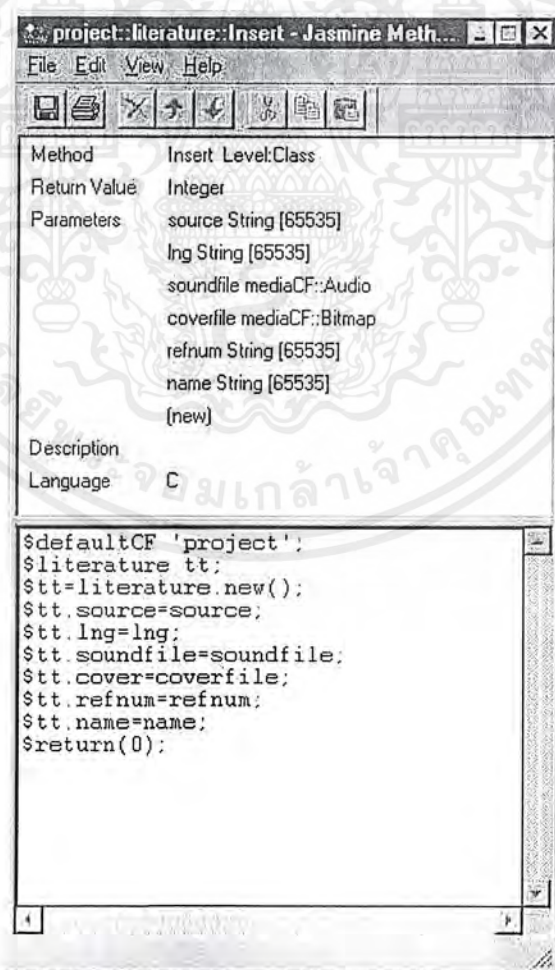 project::literature::Insert - Jasmine Meth...
File Edit View Help
Method Insert Level:Class
Return Value Integer
Parameters source String [65535]
lng String [65535]
soundfile mediaCF::Audio
coverfile mediaCF::Bitmap
refnum String [65535]
name String [65535]
(new)
Description
Language C
$defaultCF 'project';
$literature tt;
$tt=literature.new();
$tt.source=source;
$tt.lng=lng;
$tt.soundfile=soundfile;
$tt.cover=coverfile;
$tt.refnum=refnum;
$tt.name=name;
$return(0);